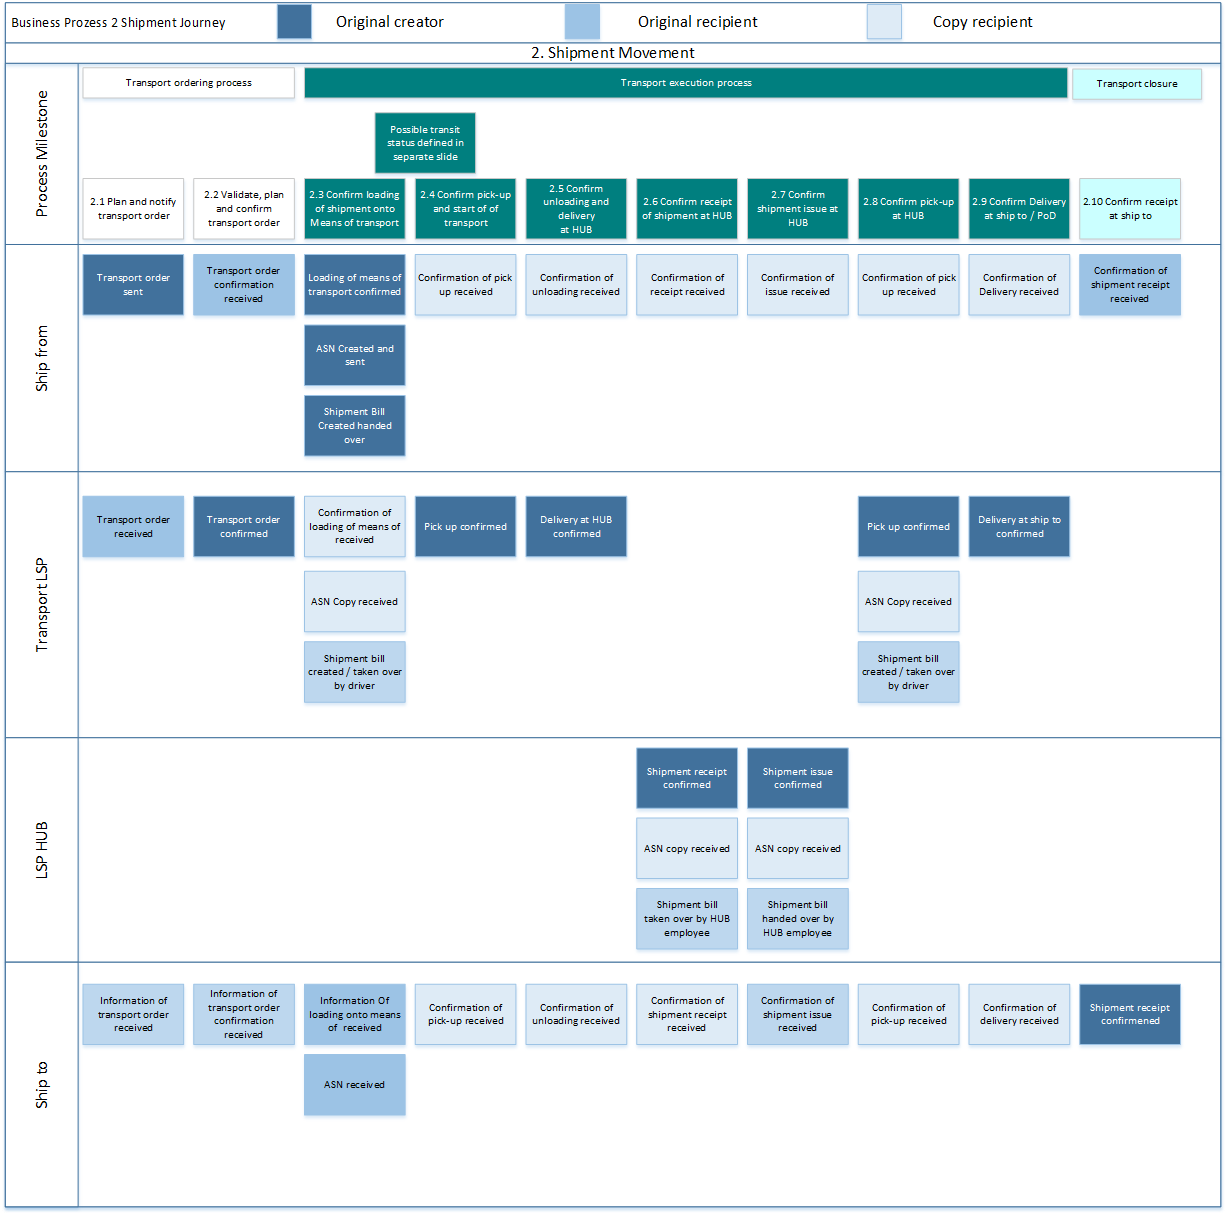 Business Prozess 2 Shipment Journey
Original creator
Original recipient
Copy recipient
2. Shipment Movement
Process Milestone
Transport ordering process
Transport execution process
Transport closure
Possible transit
status defined in
separate slide
2.1 Plan and notify
transport order
2.2 Validate, plan
and confirm
transport order
2.3 Confirm loading
of shipment onto
Means of transport
2.4 Confirm pick-up
and start of of
transport
2.5 Confirm
unloading and
delivery
at HUB
2.6 Confirm receipt
of shipment at HUB
2.7 Confirm
shipment issue at
HUB
2.8 Confirm pick-up
at HUB
2.9 Confirm Delivery
at ship to / PoD
2.10 Confirm receipt
at ship to
Ship from
Transport order
sent
Transport order
confirmation
received
Loading of means of
transport confirmed
Confirmation of pick
up received
Confirmation of
unloading received
Confirmation of
receipt received
Confirmation of
issue received
Confirmation of pick
up received
Confirmation of
Delivery received
Confirmation of
shipment receipt
received
ASN Created and
sent
Shipment Bill
Created handed
over
Transport LSP
Transport order
received
Transport order
confirmed
Confirmation of
loading of means of
received
Pick up confirmed
Delivery at HUB
confirmed
Pick up confirmed
Delivery at ship to
confirmed
ASN Copy received
ASN Copy received
Shipment bill
created / taken over
by driver
Shipment bill
created / taken over
by driver
LSP HUB
Shipment receipt
confirmed
Shipment issue
confirmed
ASN copy received
ASN copy received
Shipment bill
taken over by HUB
employee
Shipment bill
handed over by
HUB employee
Ship to
Information of
transport order
received
Information of
transport order
confirmation
received
Information Of
loading onto means
of received
Confirmation of
pick-up received
Confirmation of
unloading received
Confirmation of
shipment receipt
received
Confirmation of
shipment issue
received
Confirmation of
pick-up received
Confirmation of
delivery received
Shipment receipt
confirmened
ASN received